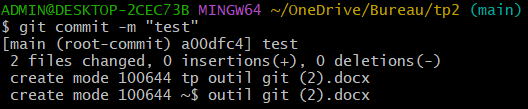 ADMIN@DESKTOP-2CEC73B MINGW64 ~/OneDrive/Bureau/tp2 (main)
$ git commit -m "test"
[main (root-commit) a00dfc4] test
 2 files changed, 0 insertions(+), 0 deletions(-)
 create mode 100644 tp outil git (2).docx
 create mode 100644 ~$ outil git (2).docx